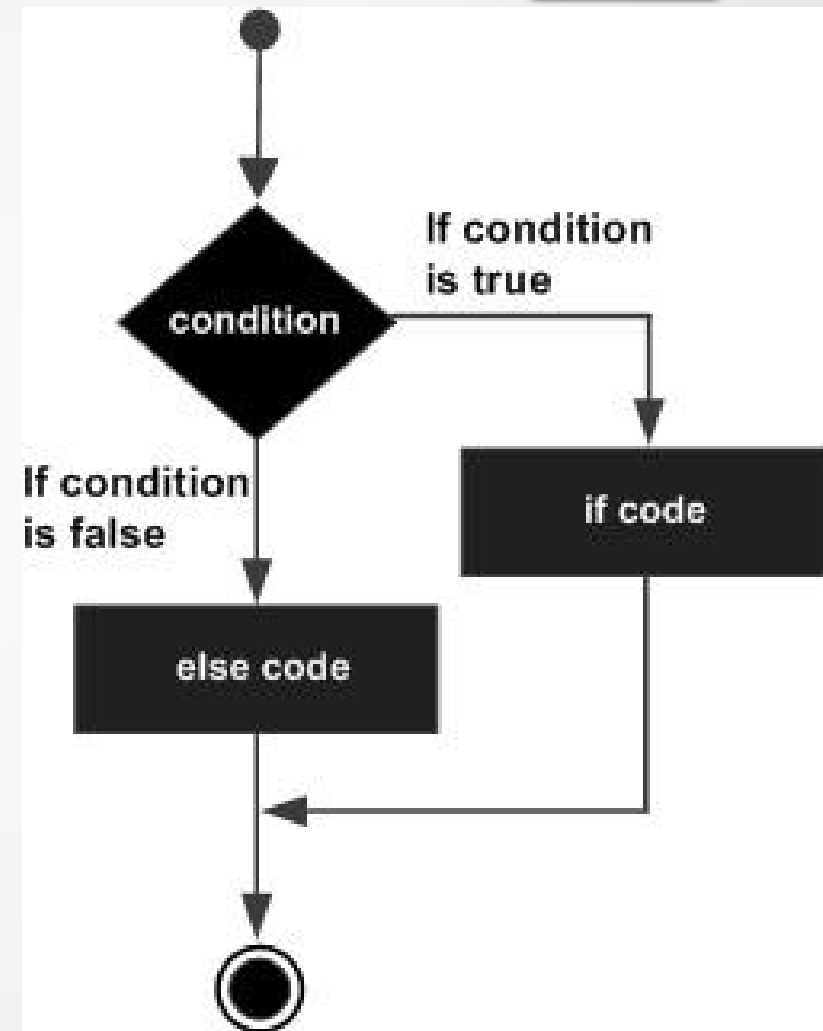 If condition
is true
condition
If condition
is false
if code
else code